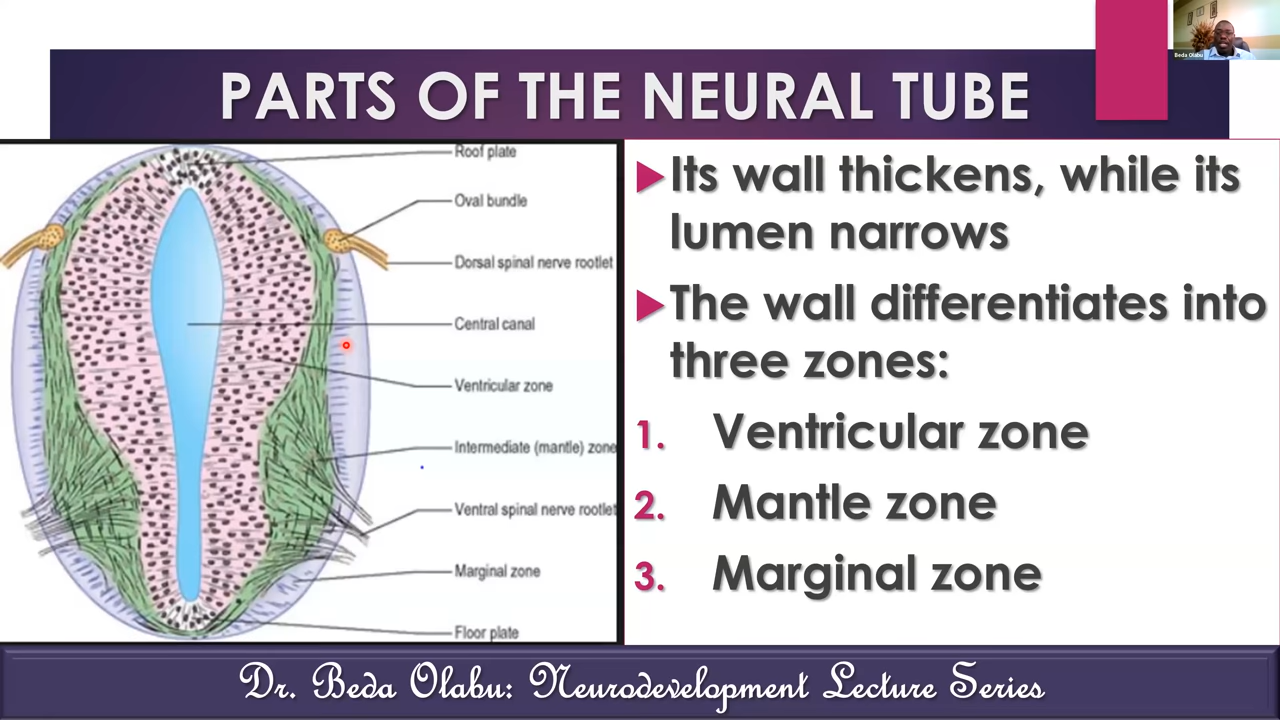 Beda Olabu
PARTS OF THE NEURAL TUBE
Roof plate
Oval bundle
Dorsal spinal nerve rootlet
Central canal
Ventricular zone
Intermediate (mantle) zone
Ventral spinal nerve rootlet
Marginal zone
Floor plate
Its wall thickens, while its
lumen narrows
The wall differentiates into
three zones:
1. Ventricular zone
2. Mantle zone
3. Marginal zone
Dr. Beda Olabu: Neurodevelopment Lecture Series